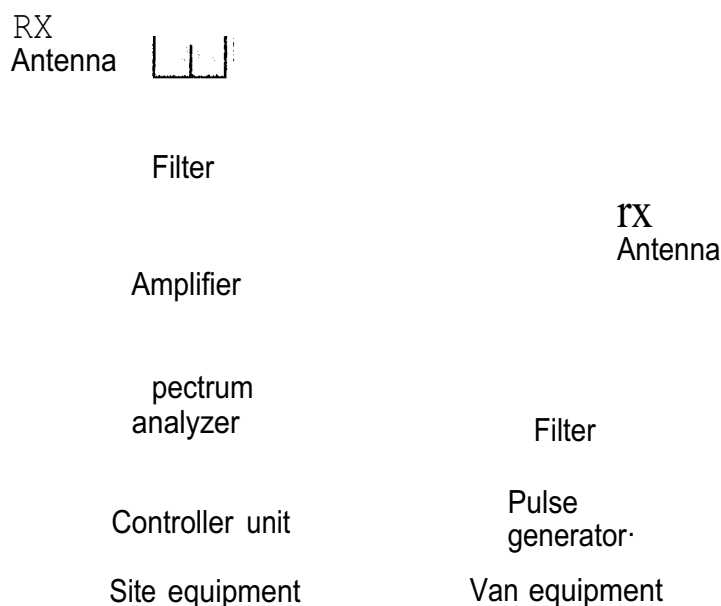 RX
Antenna
Filter
rx
Antenna
Amplifier
pectrum
analyzer
Filter
Controller unit
Pulse
generator·
Site equipment
Van equipment